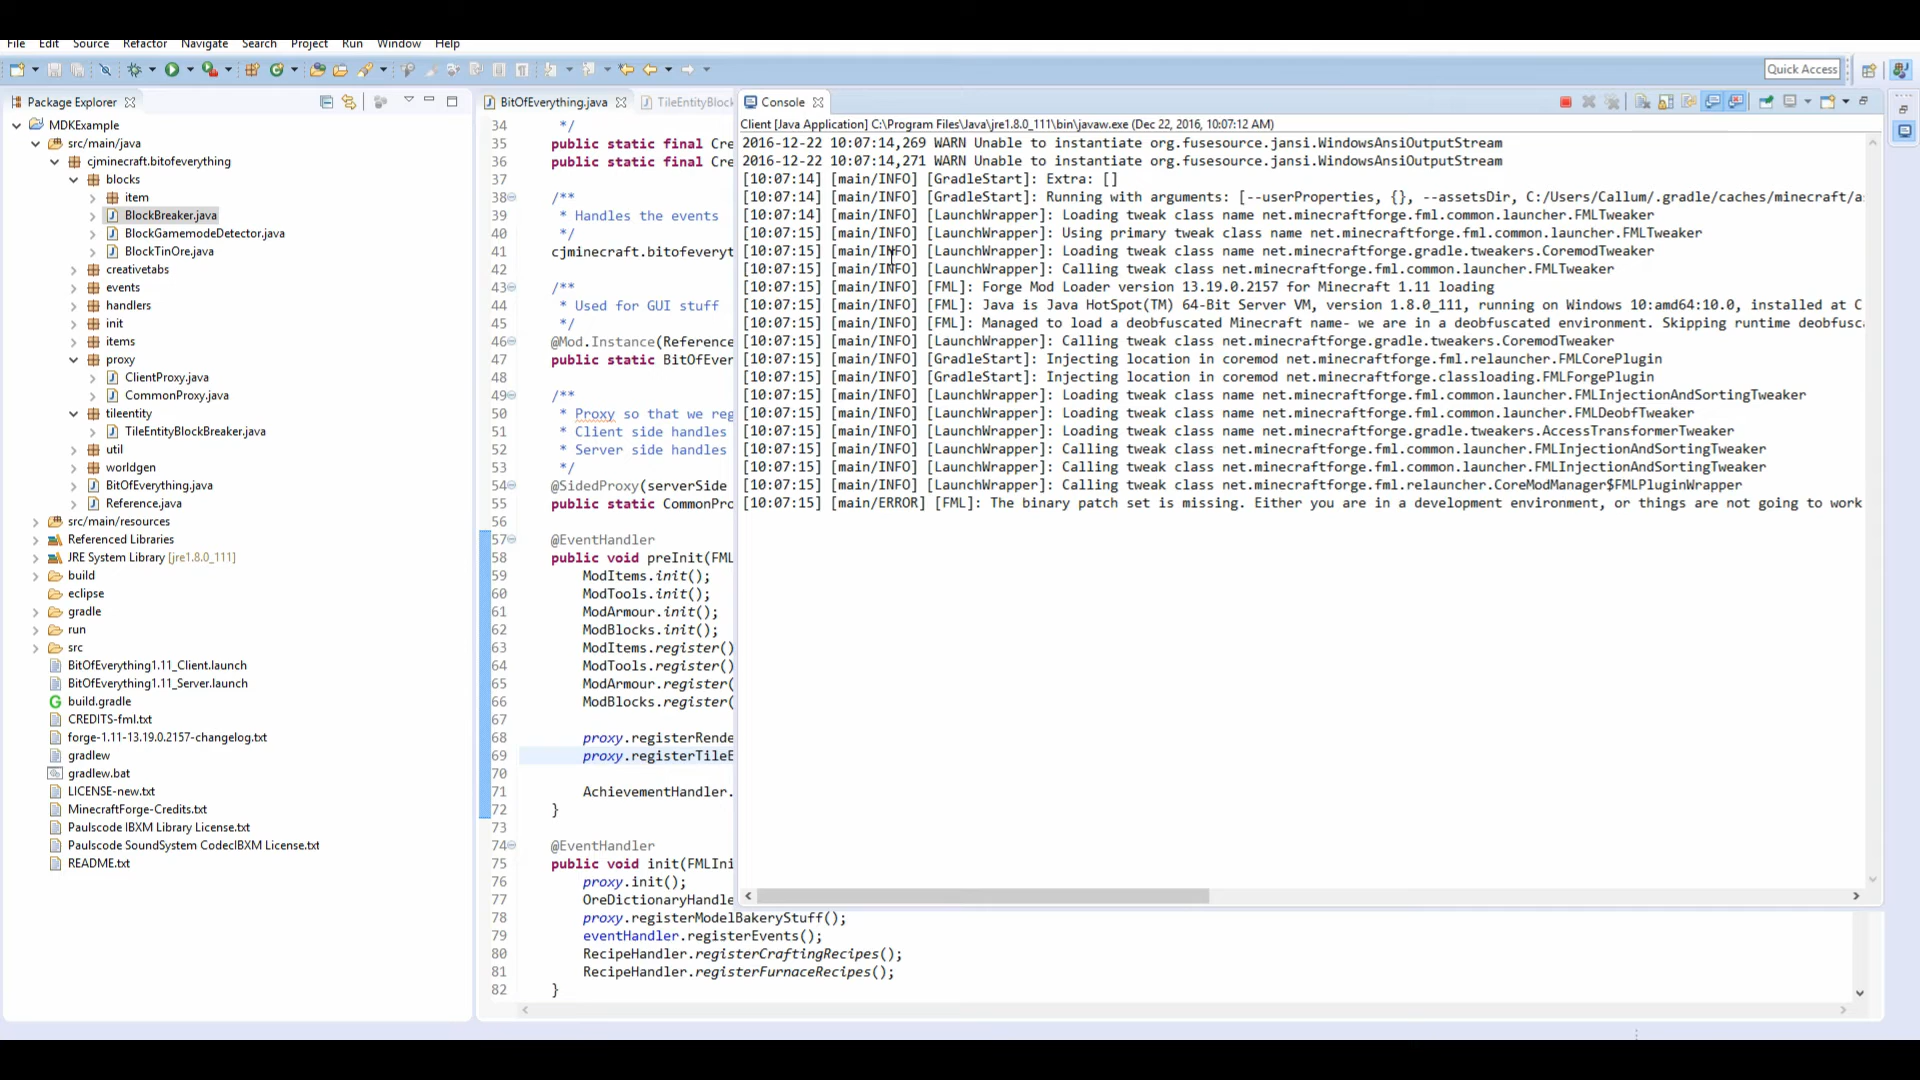 File Edit Source Refactor Navigate Search Project Run Window Help
Quick Access
Package Explorer
MDKExample
src/main/java
cjminecraft.bitofeverything
blocks
item
BlockBreaker.java
BlockGamemodeDetector.java
BlockTinOre.java
creativetabs
events
handlers
init
items
proxy
ClientProxy.java
CommonProxy.java
tileentity
TileEntityBlockBreaker.java
util
worldgen
BitOfEverything.java
Reference.java
src/main/resources
Referenced Libraries
JRE System Library [jre1.8.0_111]
build
eclipse
gradle
run
src
BitOfEverything1.11_Client.launch
BitOfEverything1.11_Server.launch
build.gradle
CREDITS-fml.txt
forge-1.11-13.19.0.2157-changelog.txt
gradlew
gradlew.bat
LICENSE-new.txt
MinecraftForge-Credits.txt
Paulscode IBXM Library License.txt
Paulscode SoundSystem CodecIBXM License.txt
README.txt
BitOfEverything.java TileEntityBlock
34 */
35 public static final Cre
36 public static final Cre
37
38 /**
39 * Handles the events
40 */
41 cjminecraft.bitofeveryt
42
43 /**
44 * Used for GUI stuff
45 */
46 @Mod.Instance(Reference
47 public static BitOfEver
48
49 /**
50 * Proxy so that we reg
51 * Client side handles
52 * Server side handles
53 */
54 @SidedProxy(serverSide
55 public static CommonPro
56
57 @EventHandler
58 public void preInit(FML
59 ModItems.init();
60 ModTools.init();
61 ModArmour.init();
62 ModBlocks.init();
63 ModItems.register()
64 ModTools.register()
65 ModArmour.register(
66 ModBlocks.register(
67
68 proxy.registerRende
69 proxy.registerTileE
70
71 AchievementHandler.
72 }
73
74 @EventHandler
75 public void init(FMLIni
76 proxy.init();
77 OreDictionaryHandle
78 proxy.registerModelBakeryStuff();
79 eventHandler.registerEvents();
80 RecipeHandler.registerCraftingRecipes();
81 RecipeHandler.registerFurnaceRecipes();
82 }
Console
Client [Java Application] C:\Program Files\Java\jre1.8.0_111\bin\javaw.exe (Dec 22, 2016, 10:07:12 AM)
2016-12-22 10:07:14,269 WARN Unable to instantiate org.fusesource.jansi.WindowsAnsiOutputStream
2016-12-22 10:07:14,271 WARN Unable to instantiate org.fusesource.jansi.WindowsAnsiOutputStream
[10:07:14] [main/INFO] [GradleStart]: Extra: []
[10:07:14] [main/INFO] [GradleStart]: Running with arguments: [--userProperties, {}, --assetsDir, C:/Users/Callum/.gradle/caches/minecraft/a
[10:07:14] [main/INFO] [LaunchWrapper]: Loading tweak class name net.minecraftforge.fml.common.launcher.FMLTweaker
[10:07:15] [main/INFO] [LaunchWrapper]: Using primary tweak class name net.minecraftforge.fml.common.launcher.FMLTweaker
[10:07:15] [main/INFO] [LaunchWrapper]: Loading tweak class name net.minecraftforge.gradle.tweakers.CoremodTweaker
[10:07:15] [main/INFO] [LaunchWrapper]: Calling tweak class net.minecraftforge.fml.common.launcher.FMLTweaker
[10:07:15] [main/INFO] [FML]: Forge Mod Loader version 13.19.0.2157 for Minecraft 1.11 loading
[10:07:15] [main/INFO] [FML]: Java is Java HotSpot(TM) 64-Bit Server VM, version 1.8.0_111, running on Windows 10:amd64:10.0, installed at C
[10:07:15] [main/INFO] [FML]: Managed to load a deobfuscated Minecraft name- we are in a deobfuscated environment. Skipping runtime deobfusc
[10:07:15] [main/INFO] [LaunchWrapper]: Calling tweak class net.minecraftforge.gradle.tweakers.CoremodTweaker
[10:07:15] [main/INFO] [GradleStart]: Injecting location in coremod net.minecraftforge.fml.relauncher.FMLCorePlugin
[10:07:15] [main/INFO] [GradleStart]: Injecting location in coremod net.minecraftforge.classloading.FMLForgePlugin
[10:07:15] [main/INFO] [LaunchWrapper]: Loading tweak class name net.minecraftforge.fml.common.launcher.FMLInjectionAndSortingTweaker
[10:07:15] [main/INFO] [LaunchWrapper]: Loading tweak class name net.minecraftforge.fml.common.launcher.FMLDeobfTweaker
[10:07:15] [main/INFO] [LaunchWrapper]: Loading tweak class name net.minecraftforge.gradle.tweakers.AccessTransformerTweaker
[10:07:15] [main/INFO] [LaunchWrapper]: Calling tweak class net.minecraftforge.fml.common.launcher.FMLInjectionAndSortingTweaker
[10:07:15] [main/INFO] [LaunchWrapper]: Calling tweak class net.minecraftforge.fml.common.launcher.FMLInjectionAndSortingTweaker
[10:07:15] [main/INFO] [LaunchWrapper]: Calling tweak class net.minecraftforge.fml.relauncher.CoreModManager$FMLPluginWrapper
[10:07:15] [main/ERROR] [FML]: The binary patch set is missing. Either you are in a development environment, or things are not going to work